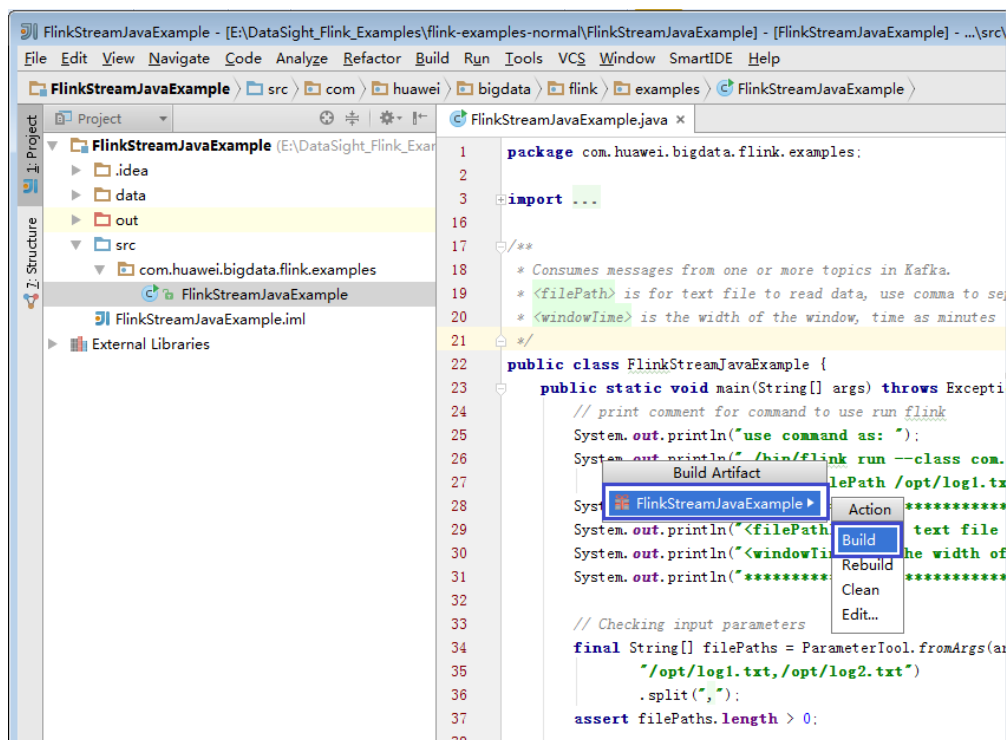 FlinkStreamJavaExample - [E:\DataSight_Flink_Examples\flink-examples-normal\FlinkStreamJavaExample] - [FlinkStreamJavaExample] - ...\src\
File Edit View Navigate Code Analyze Refactor Build Run Tools VCS Window SmartIDE Help
FlinkStreamJavaExample src com huawei bigdata flink examples FlinkStreamJavaExample
1: Project
7: Structure
Project
FlinkStreamJavaExample (E:\DataSight_Flink_Exar
.idea
data
out
src
com.huawei.bigdata.flink.examples
FlinkStreamJavaExample
FlinkStreamJavaExample.iml
External Libraries
FlinkStreamJavaExample.java ×
1 package com.huawei.bigdata.flink.examples;
2
3 import ...
16
17 /**
18 * Consumes messages from one or more topics in Kafka.
19 * <filePath> is for text file to read data, use comma to sep
20 * <windowTime> is the width of the window, time as minutes
21 */
22 public class FlinkStreamJavaExample {
23 public static void main(String[] args) throws Excepti
24 // print comment for command to use run flink
25 System.out.println("use command as: ");
26 System.out.println("./bin/flink run --class com.
27 lePath /opt/log1.tx
28 Syst ************
29 System.out.println("<filePath text file
30 System.out.println("<windowTi he width of
31 System.out.println("********* ************
32
33 // Checking input parameters
34 final String[] filePaths = ParameterTool.fromArgs(ar
35 "/opt/log1.txt,/opt/log2.txt")
36 .split(",");
37 assert filePaths.length > 0;
Build Artifact
FlinkStreamJavaExample
Action
Build
Rebuild
Clean
Edit...